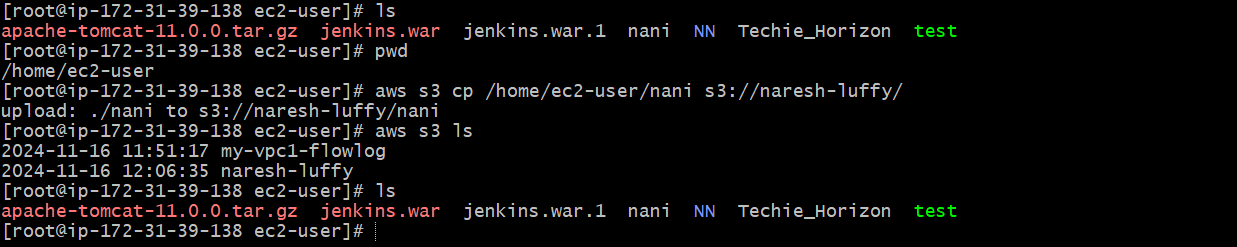 [root@ip-172-31-39-138 ec2-user]# ls
apache-tomcat-11.0.0.tar.gz  jenkins.war  jenkins.war.1  nani  NN  Techie_Horizon  test
[root@ip-172-31-39-138 ec2-user]# pwd
/home/ec2-user
[root@ip-172-31-39-138 ec2-user]# aws s3 cp /home/ec2-user/nani s3://naresh-luffy/
upload: ./nani to s3://naresh-luffy/nani
[root@ip-172-31-39-138 ec2-user]# aws s3 ls
2024-11-16 11:51:17 my-vpc1-flowlog
2024-11-16 12:06:35 naresh-luffy
[root@ip-172-31-39-138 ec2-user]# ls
apache-tomcat-11.0.0.tar.gz  jenkins.war  jenkins.war.1  nani  NN  Techie_Horizon  test
[root@ip-172-31-39-138 ec2-user]#